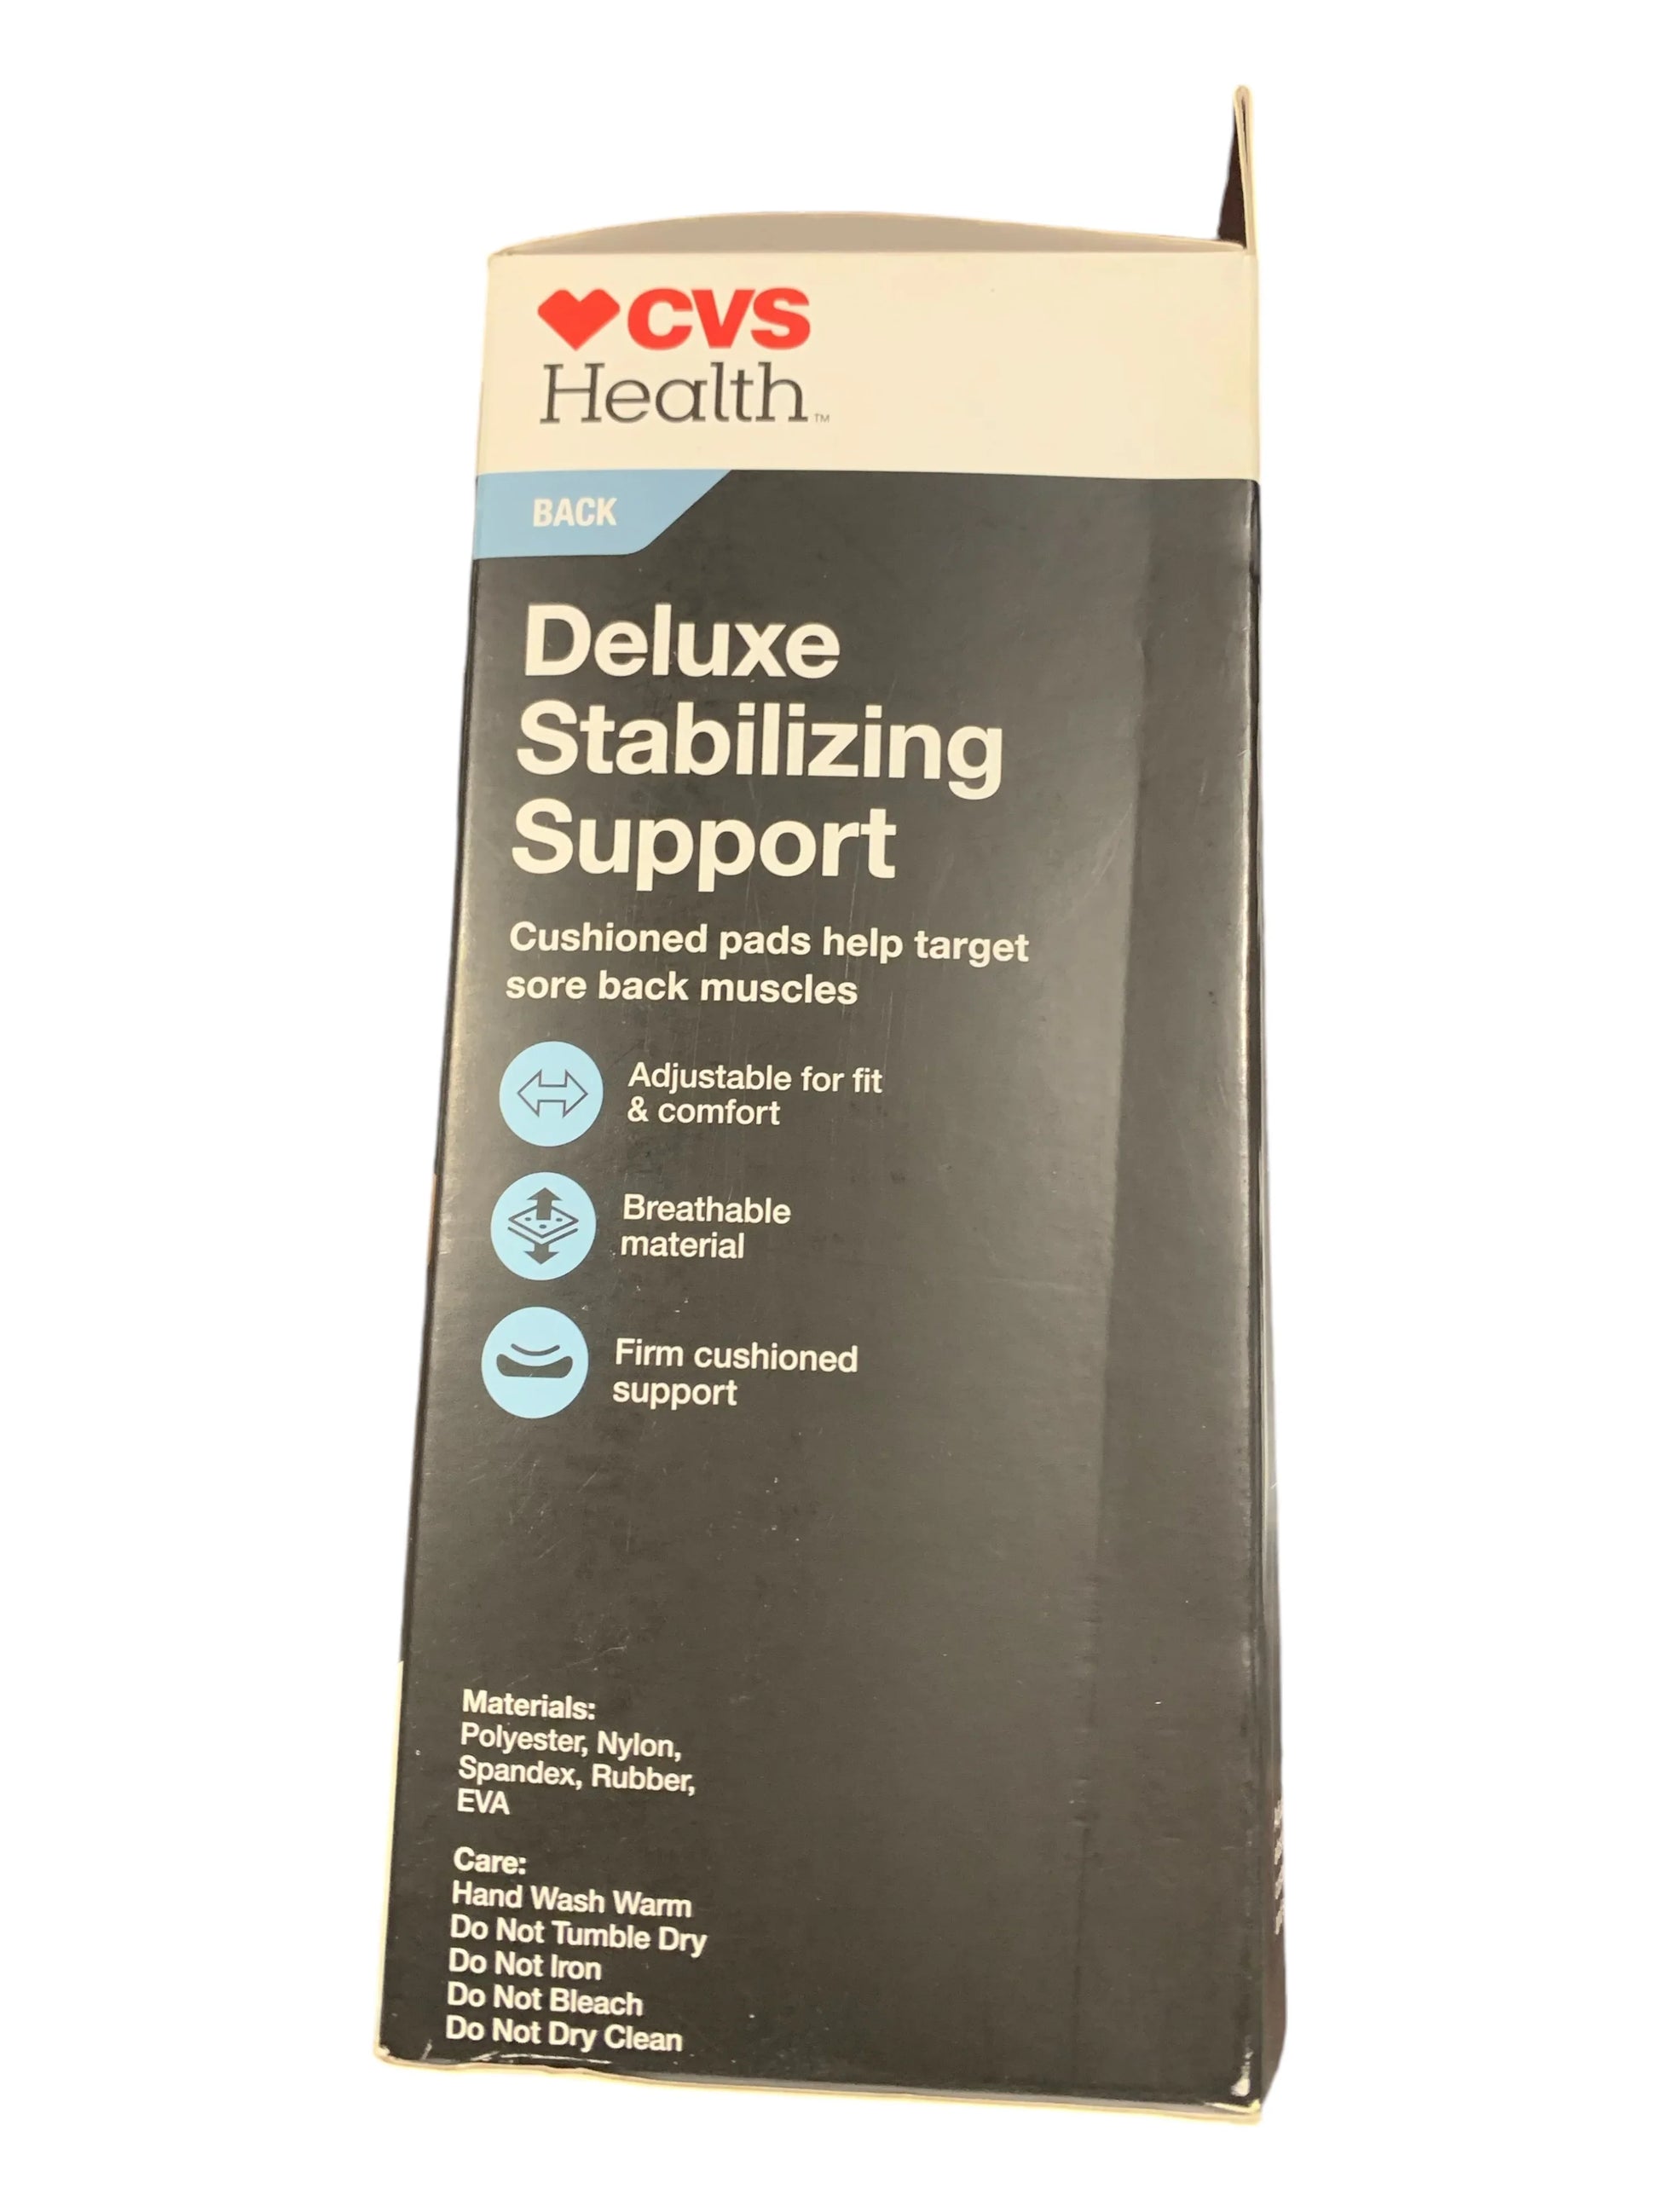 CVS
Health™
BACK
Deluxe
Stabilizing
Support
Cushioned pads help target
sore back muscles
Adjustable for fit
& comfort
Breathable
material
Firm cushioned
support
Materials:
Polyester, Nylon,
Spandex, Rubber,
EVA
Care:
Hand Wash Warm
Do Not Tumble Dry
Do Not Iron
Do Not Bleach
Do Not Dry Clean